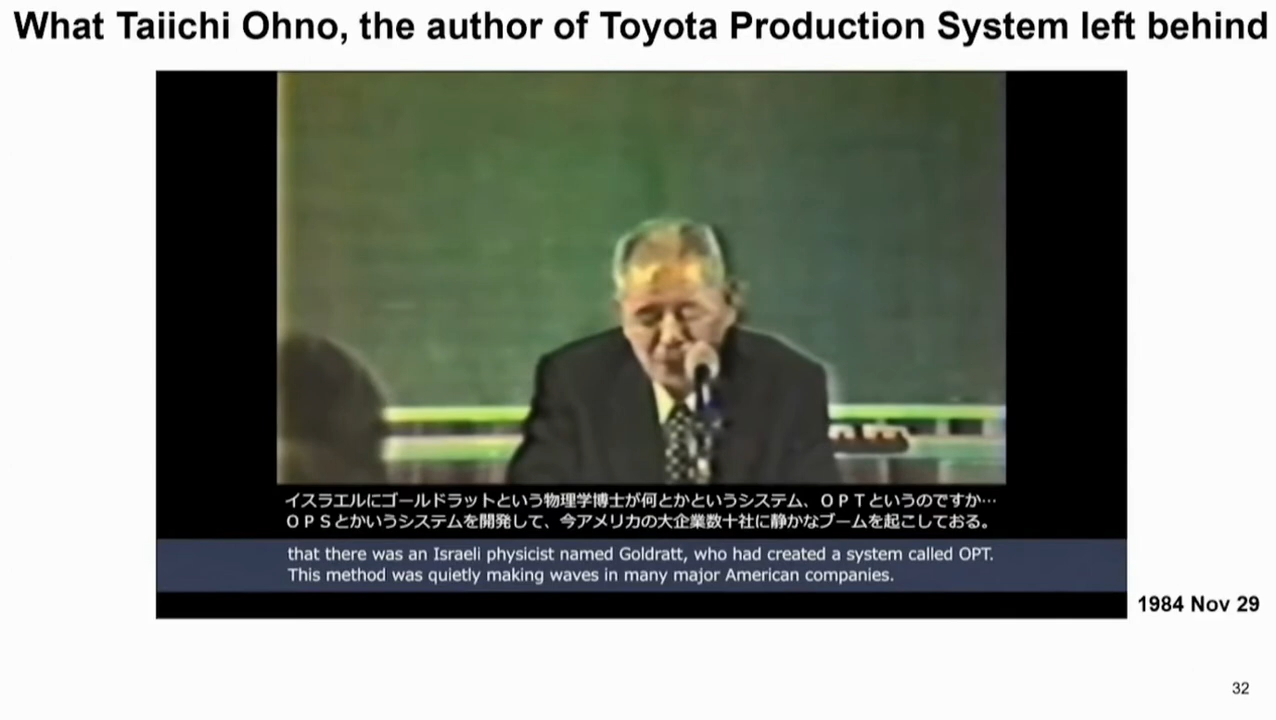 What Taiichi Ohno, the author of Toyota Production System left behind
イスラエルにゴールドラットという物理学博士が何とかというシステム、ＯＰＴというのですか…
ＯＰＳとかいうシステムを開発して、今アメリカの大企業数十社に静かなブームを起こしておる。
that there was an Israeli physicist named Goldratt, who had created a system called OPT.
This method was quietly making waves in many major American companies.
1984 Nov 29
32